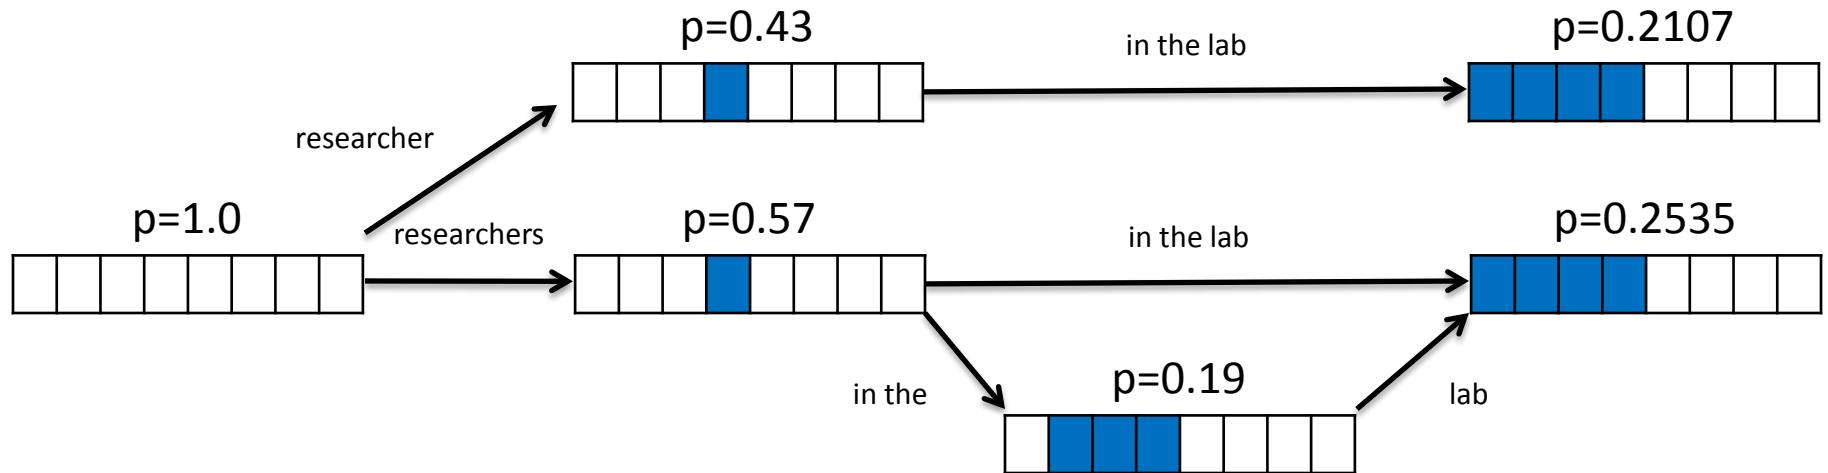 p=0.43
in the lab
p=0.2107
researcher
p=1.0
researchers
p=0.57
in the lab
p=0.2535
in the
p=0.19
lab